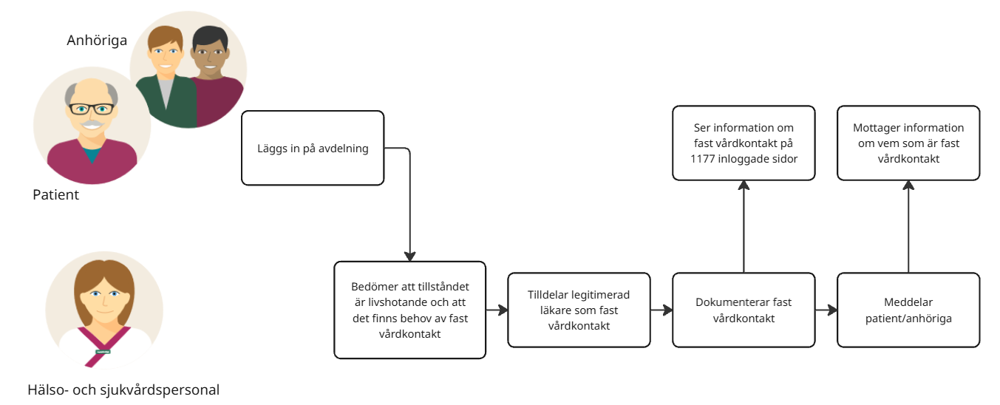 Anhöriga
Patient
Läggs in på avdelning
Ser information om
fast vårdkontakt på
1177 inloggade sidor
Mottager information
om vem som är fast
vårdkontakt
Hälso- och sjukvårdspersonal
Bedömer att tillståndet
är livshotande och att
det finns behov av fast
vårdkontakt
Tilldelar legitimerad
läkare som fast
vårdkontakt
Dokumenterar fast
vårdkontakt
Meddelar
patient/anhöriga